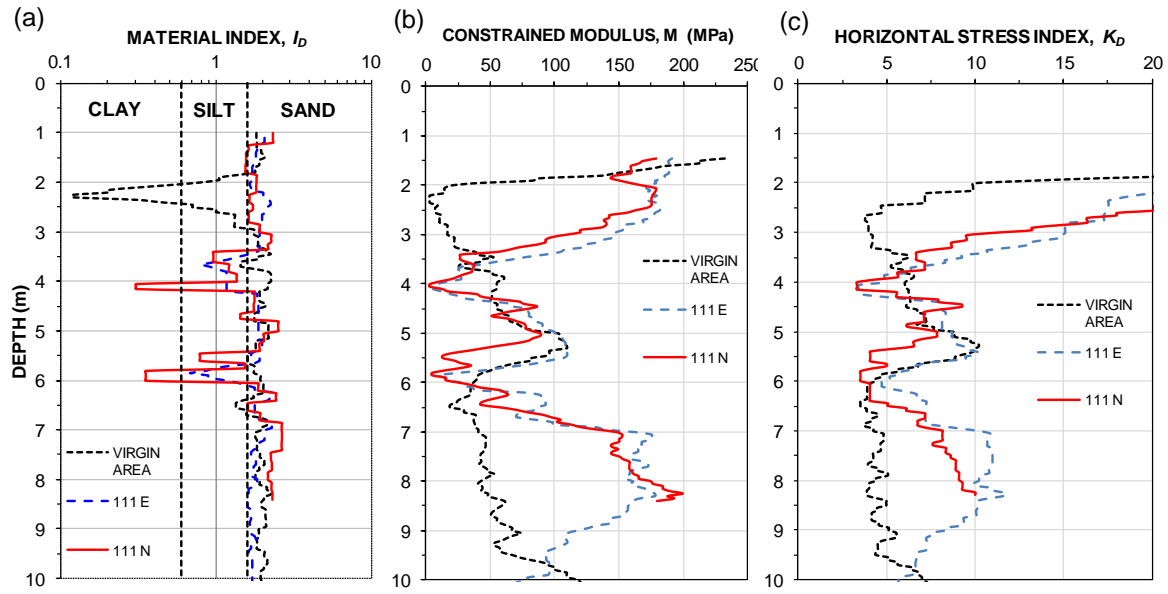 (a)
MATERIAL INDEX, I_D
0.1 1 10
0
1
2
3
4
5
6
7
8
9
10
DEPTH (m)
CLAY SILT SAND
VIRGIN
AREA
111 E
111 N
(b)
CONSTRAINED MODULUS, M (MPa)
0 50 100 150 200 250
0
1
2
3
4
5
6
7
8
9
10
VIRGIN
AREA
111 E
111 N
(c)
HORIZONTAL STRESS INDEX, K_D
0 5 10 15 20
0
1
2
3
4
5
6
7
8
9
10
VIRGIN
AREA
111 E
111 N